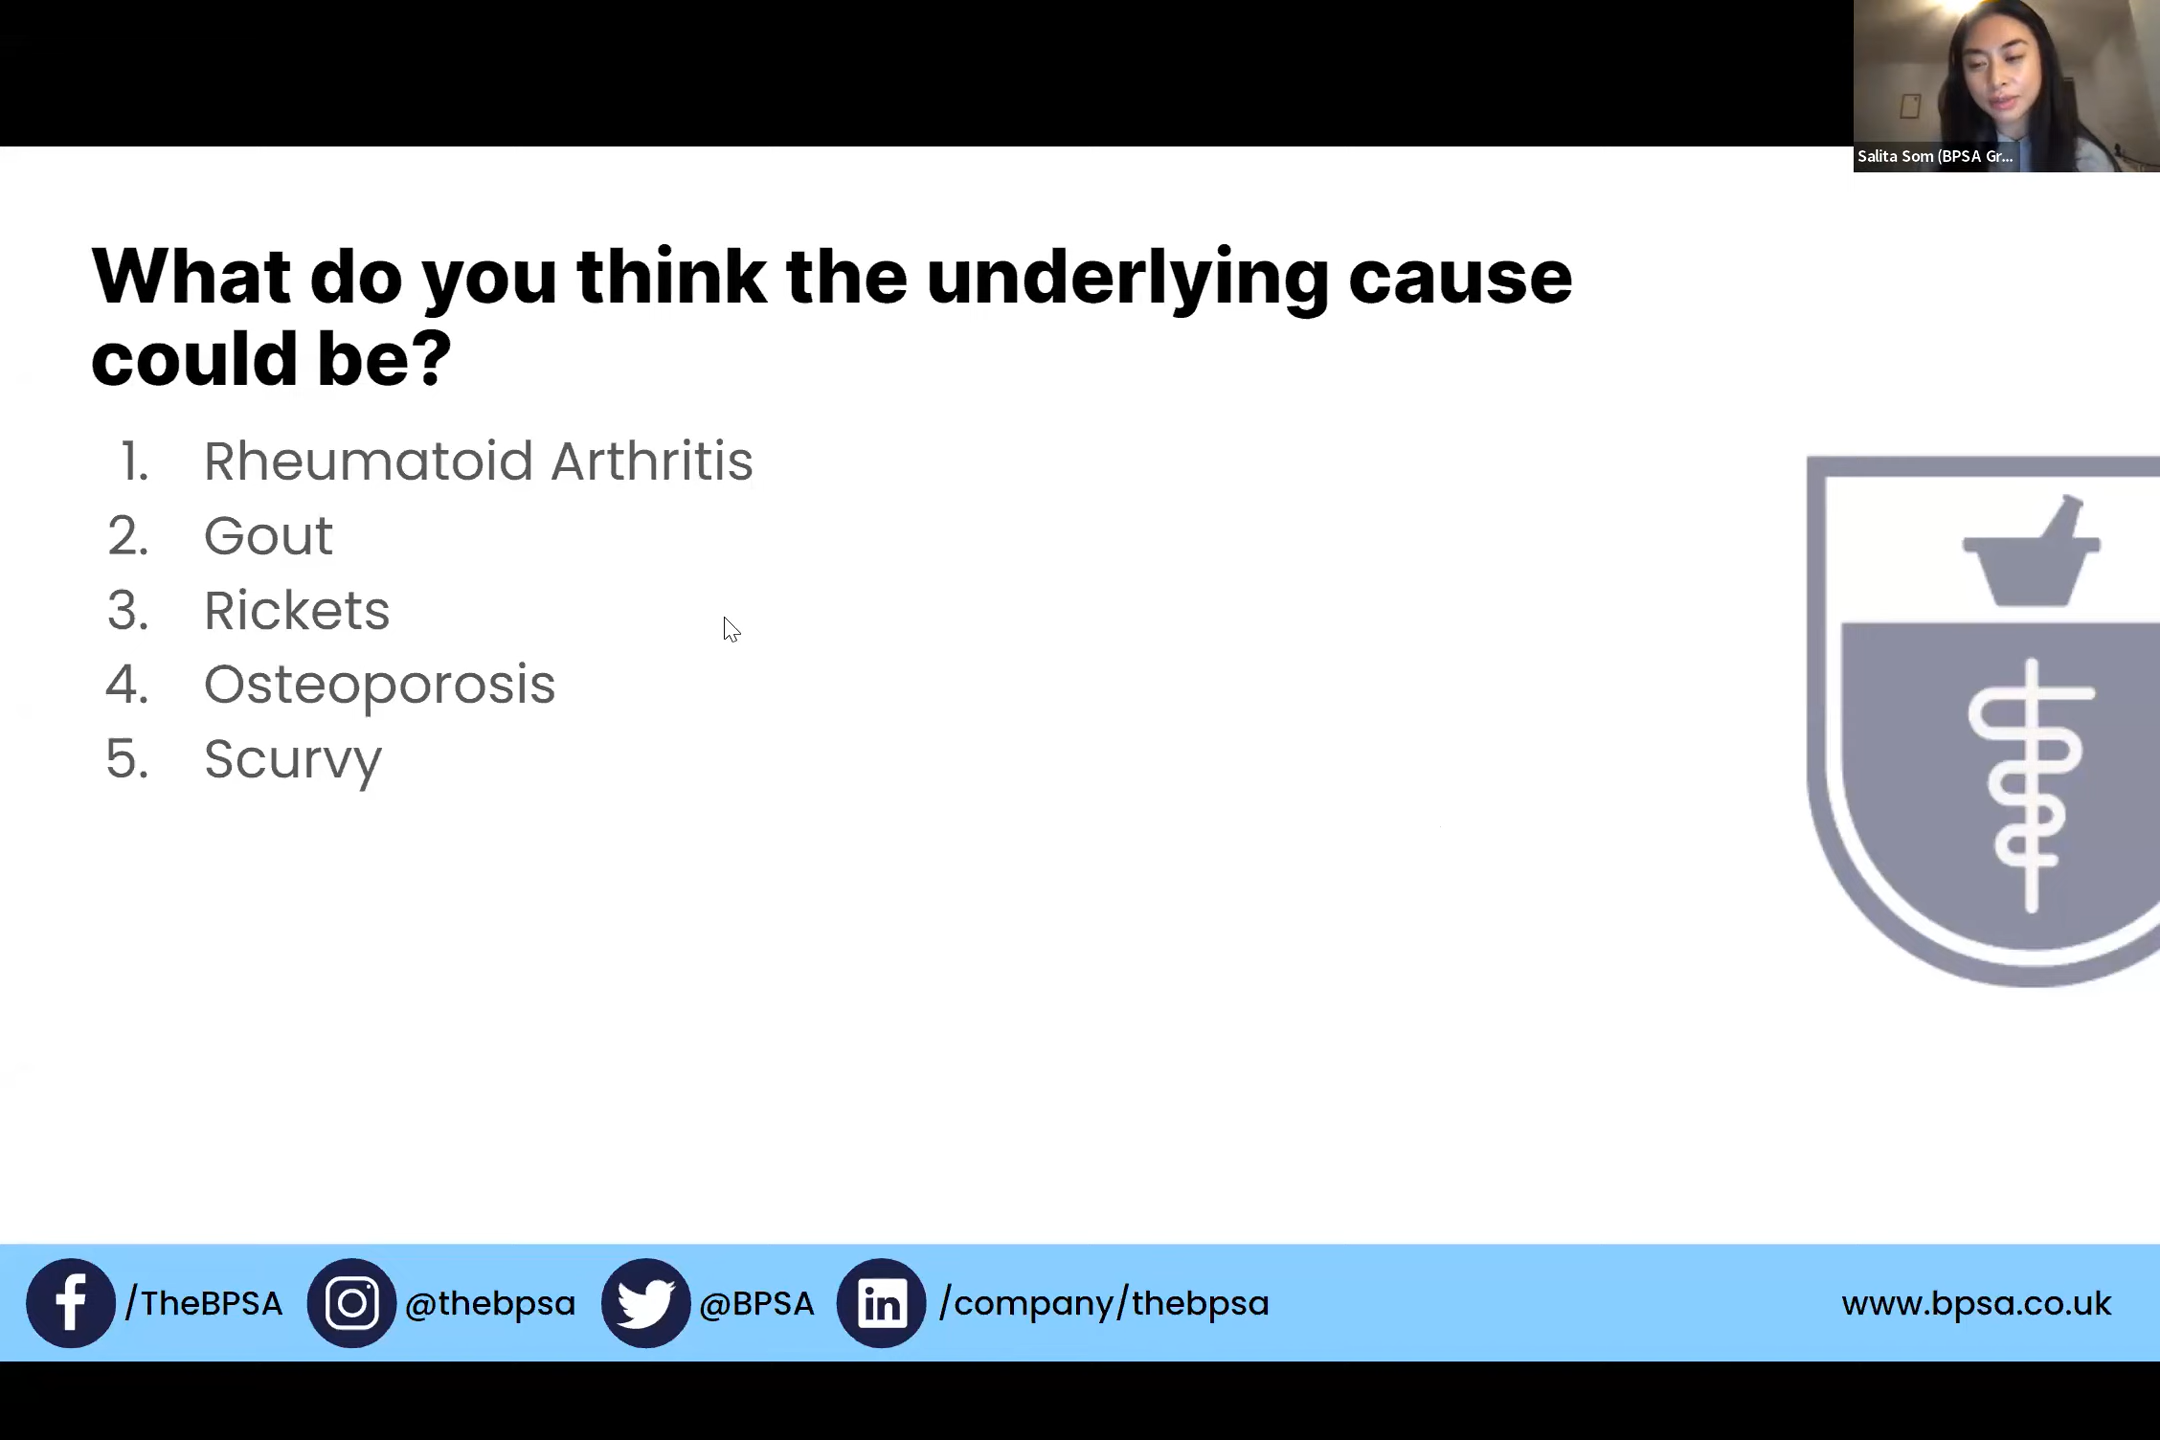 Salita Som (BPSA Gr...
What do you think the underlying cause
could be?
1. Rheumatoid Arthritis
2. Gout
3. Rickets
4. Osteoporosis
5. Scurvy
/TheBPSA @thebpsa @BPSA /company/thebpsa www.bpsa.co.uk